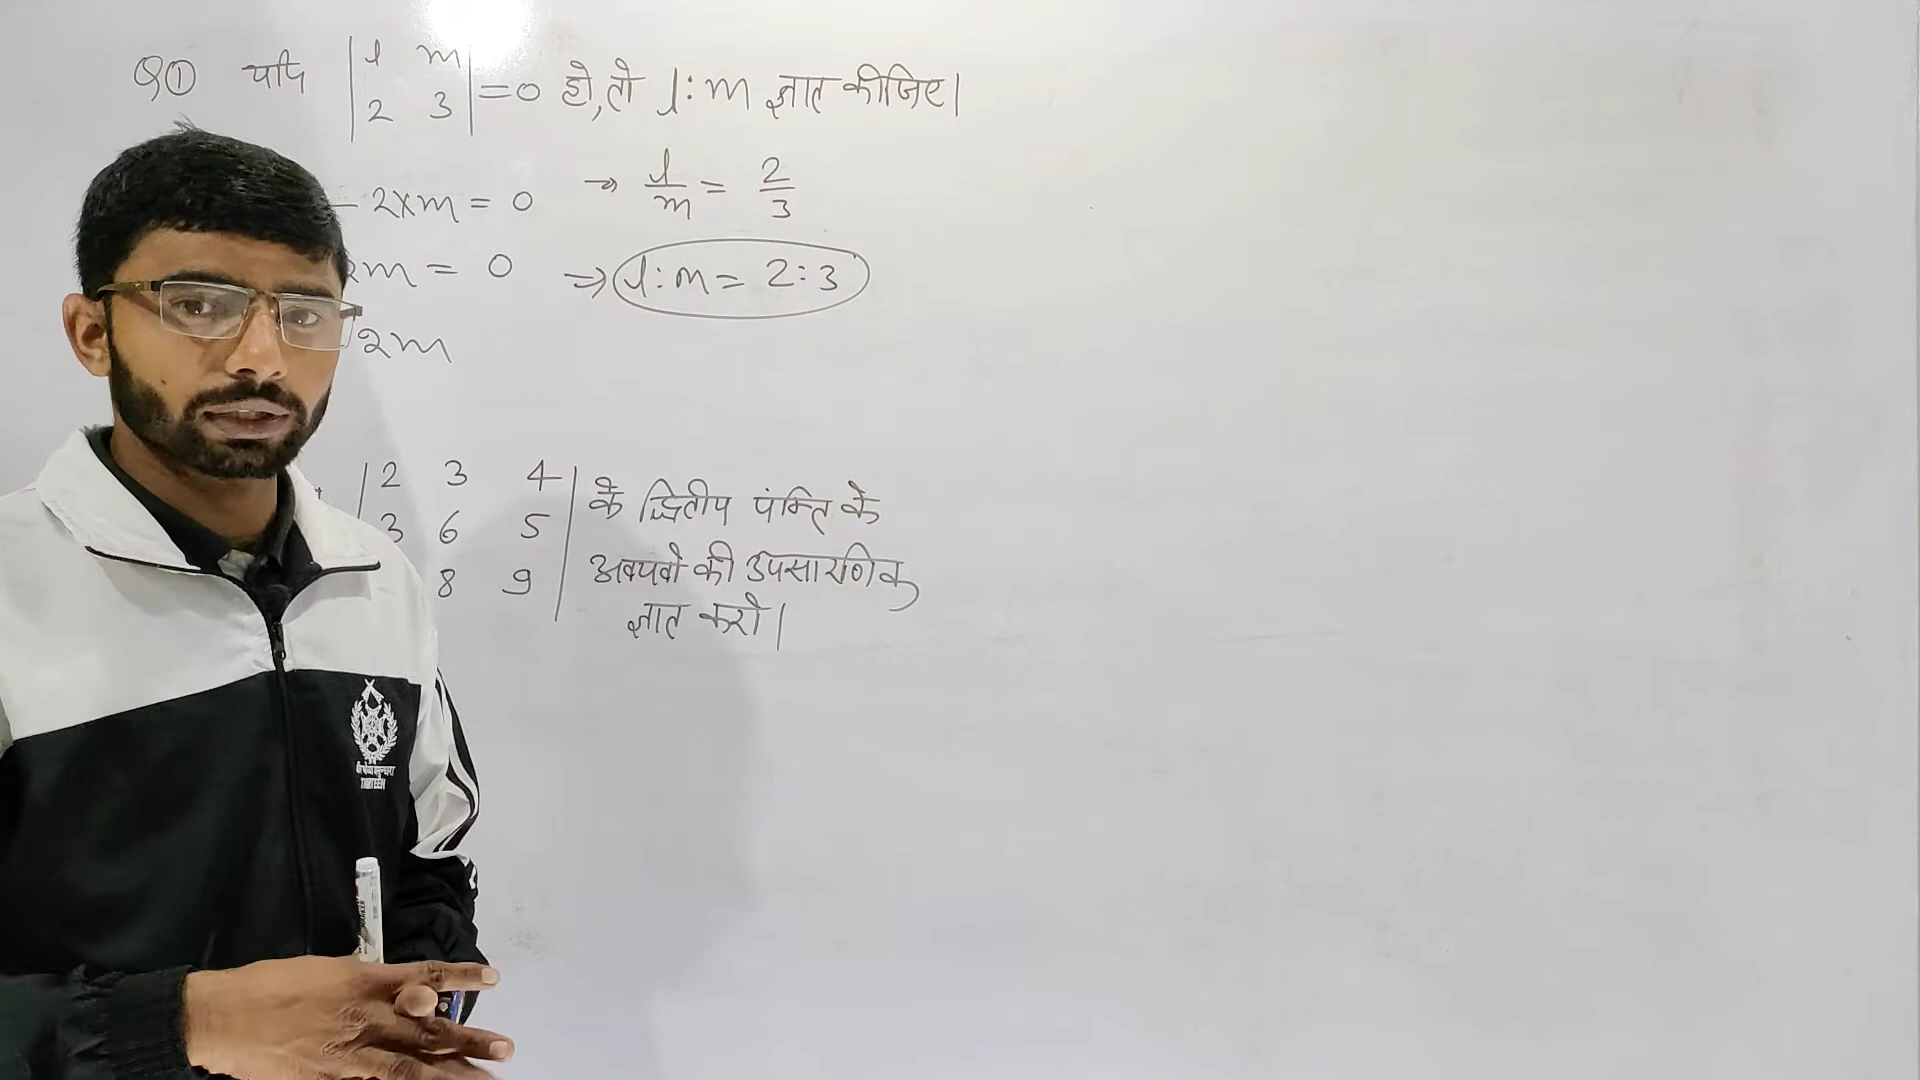 Q① यदि | l m | = 0 हो, तो l : m ज्ञात कीजिए।
| 2 3 |
- 2×m = 0
→ l/m = 2/3
2m = 0
⇒ l : m = 2 : 3
2m
| 2 3 4 | के द्वितीय पंक्ति के
3 6 5 | अवयवो की उपसारणिक
8 9 | ज्ञात करो।